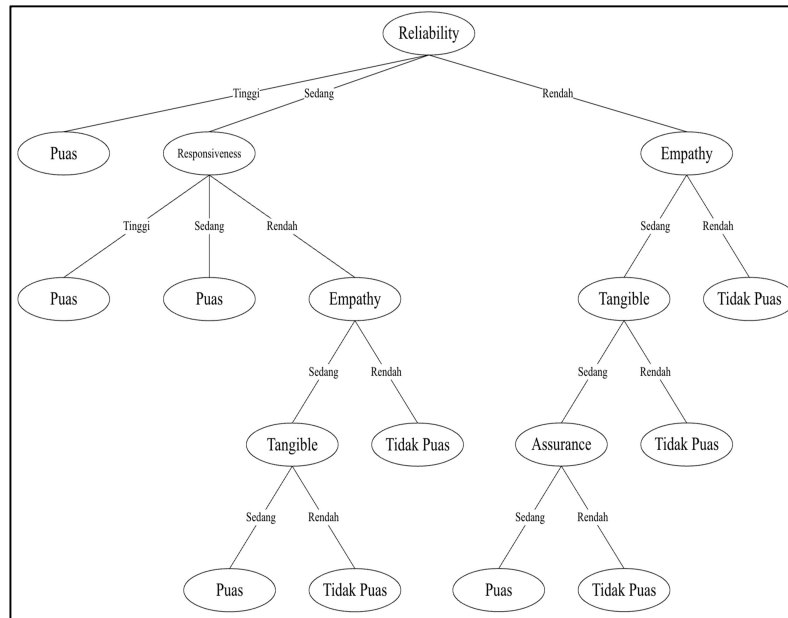 Reliability
Tinggi
Sedang
Rendah
Puas
Responsiveness
Empathy
Tinggi
Sedang
Rendah
Sedang
Rendah
Puas
Puas
Empathy
Tangible
Tidak Puas
Sedang
Rendah
Sedang
Rendah
Tangible
Tidak Puas
Assurance
Tidak Puas
Sedang
Rendah
Sedang
Rendah
Puas
Tidak Puas
Puas
Tidak Puas